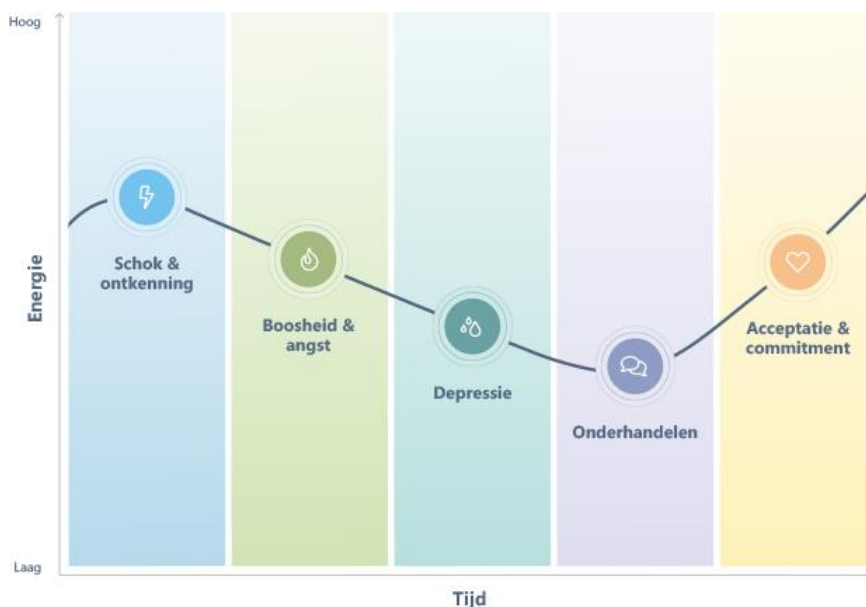 Hoog
Schok &
ontkenning
Boosheid &
angst
Depressie
Onderhandelen
Acceptatie &
commitment
Energie
Laag
Tijd